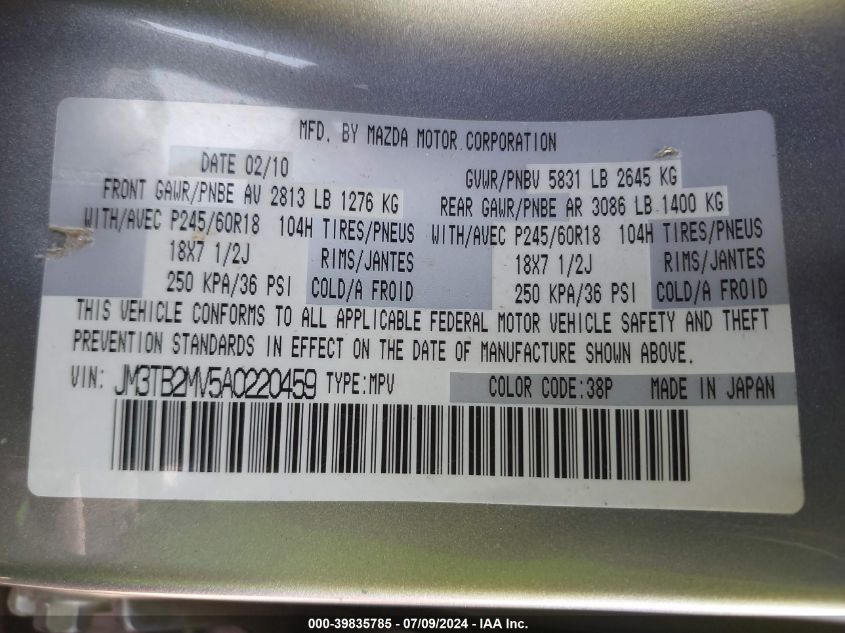 MFD. BY MAZDA MOTOR CORPORATION
DATE 02/10 GVWR/PNBV 5831 LB 2645 KG
FRONT GAWR/PNBE AV 2813 LB 1276 KG REAR GAWR/PNBE AR 3086 LB 1400 KG
WITH/AVEC P245/60R18 104H TIRES/PNEUS WITH/AVEC P245/60R18 104H TIRES/PNEUS
18X7 1/2J RIMS/JANTES 18X7 1/2J RIMS/JANTES
250 KPA/36 PSI COLD/A FROID 250 KPA/36 PSI COLD/A FROID
THIS VEHICLE CONFORMS TO ALL APPLICABLE FEDERAL MOTOR VEHICLE SAFETY AND THEFT
PREVENTION STANDARDS IN EFFECT ON THE DATE OF MANUFACTURE SHOWN ABOVE.
VIN: JM3TB2MV5A0220459 TYPE:MPV COLOR CODE:38P MADE IN JAPAN
000-39835785 - 07/09/2024 - IAA Inc.